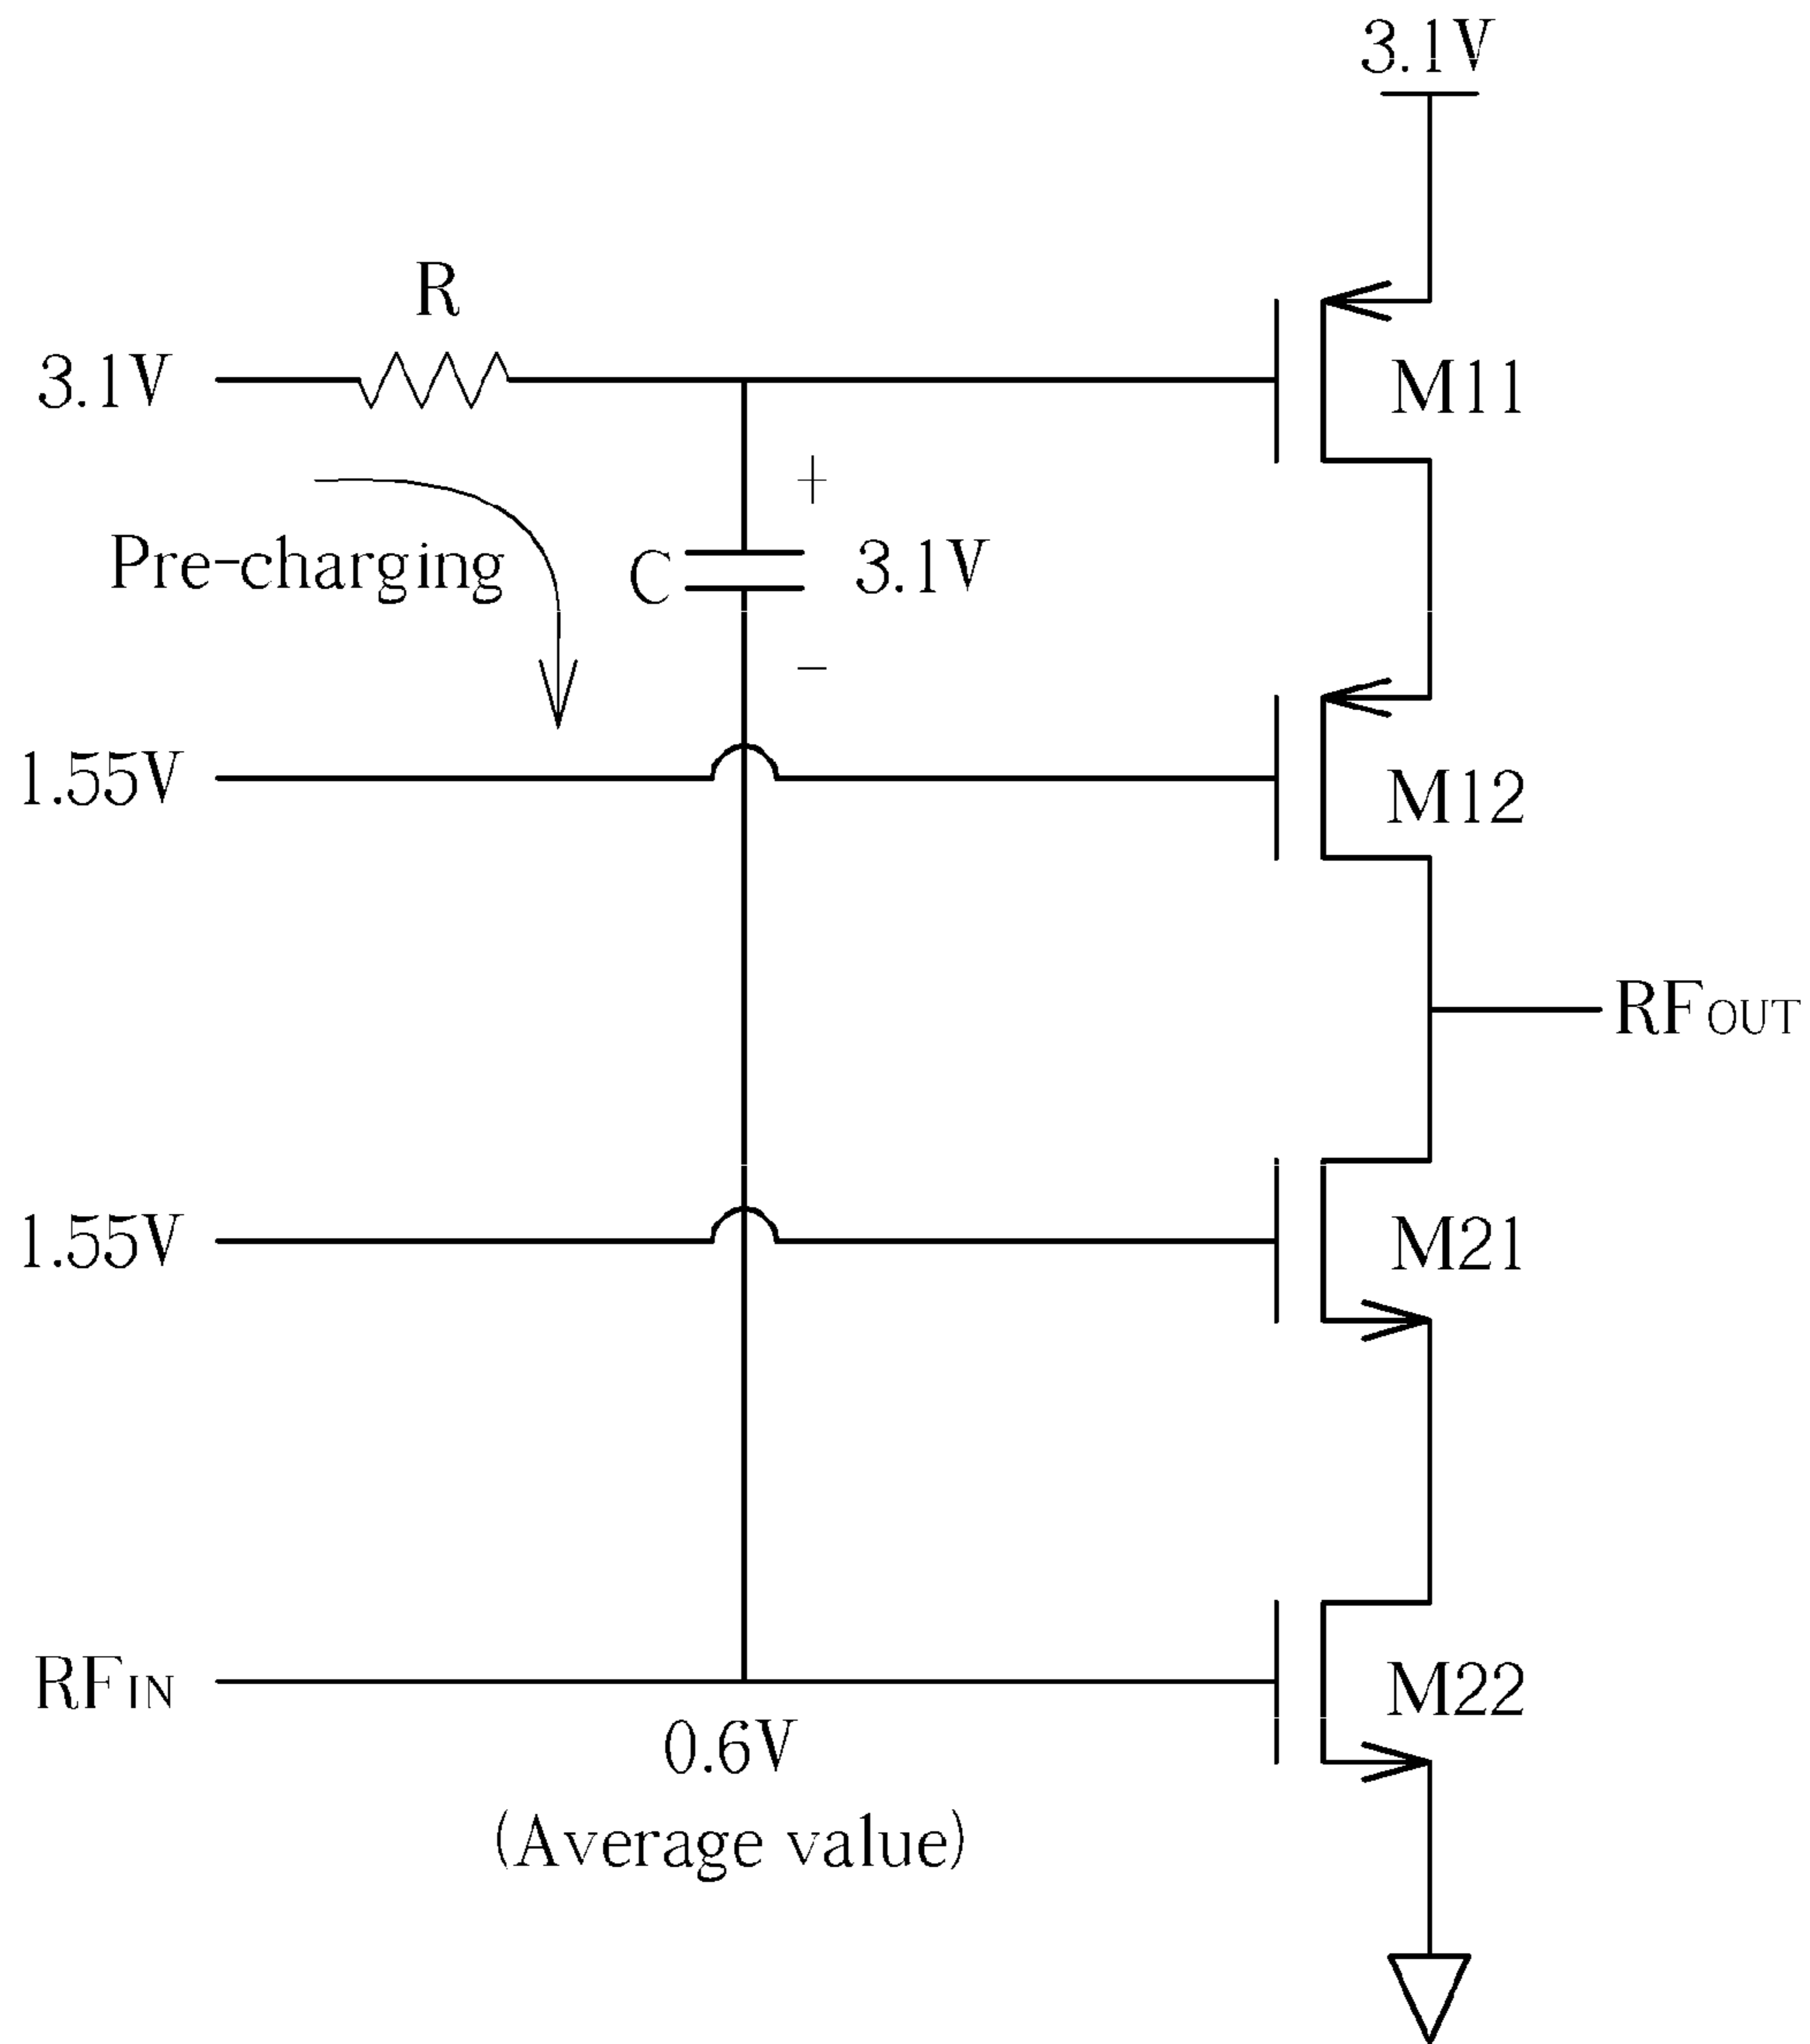 3.1V
R
3.1V
M11
+
Pre-charging
C
3.1V
−
1.55V
M12
RFOUT
1.55V
M21
RFIN
M22
0.6V
(Average value)